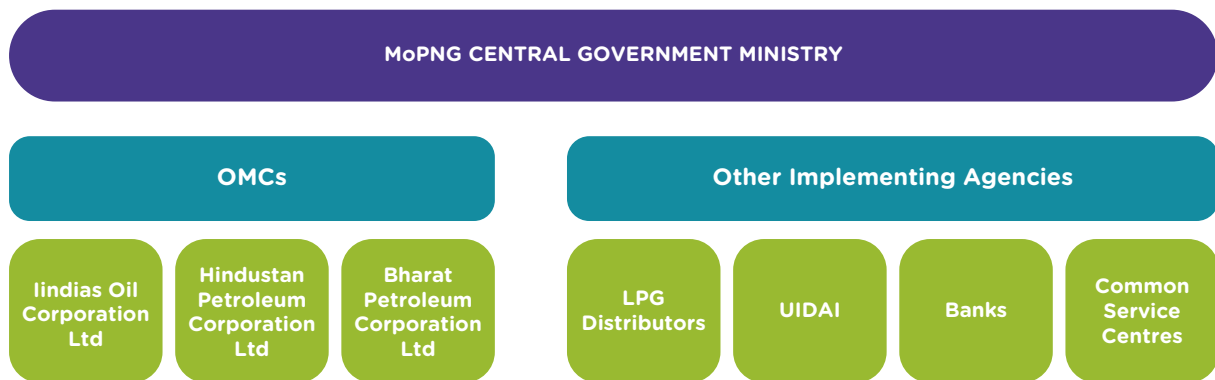 MoPNG CENTRAL GOVERNMENT MINISTRY
OMCs
Other Implementing Agencies
Iindias Oil
Corporation
Ltd
Hindustan
Petroleum
Corporation
Ltd
Bharat
Petroleum
Corporation
Ltd
LPG
Distributors
UIDAI
Banks
Common
Service
Centres